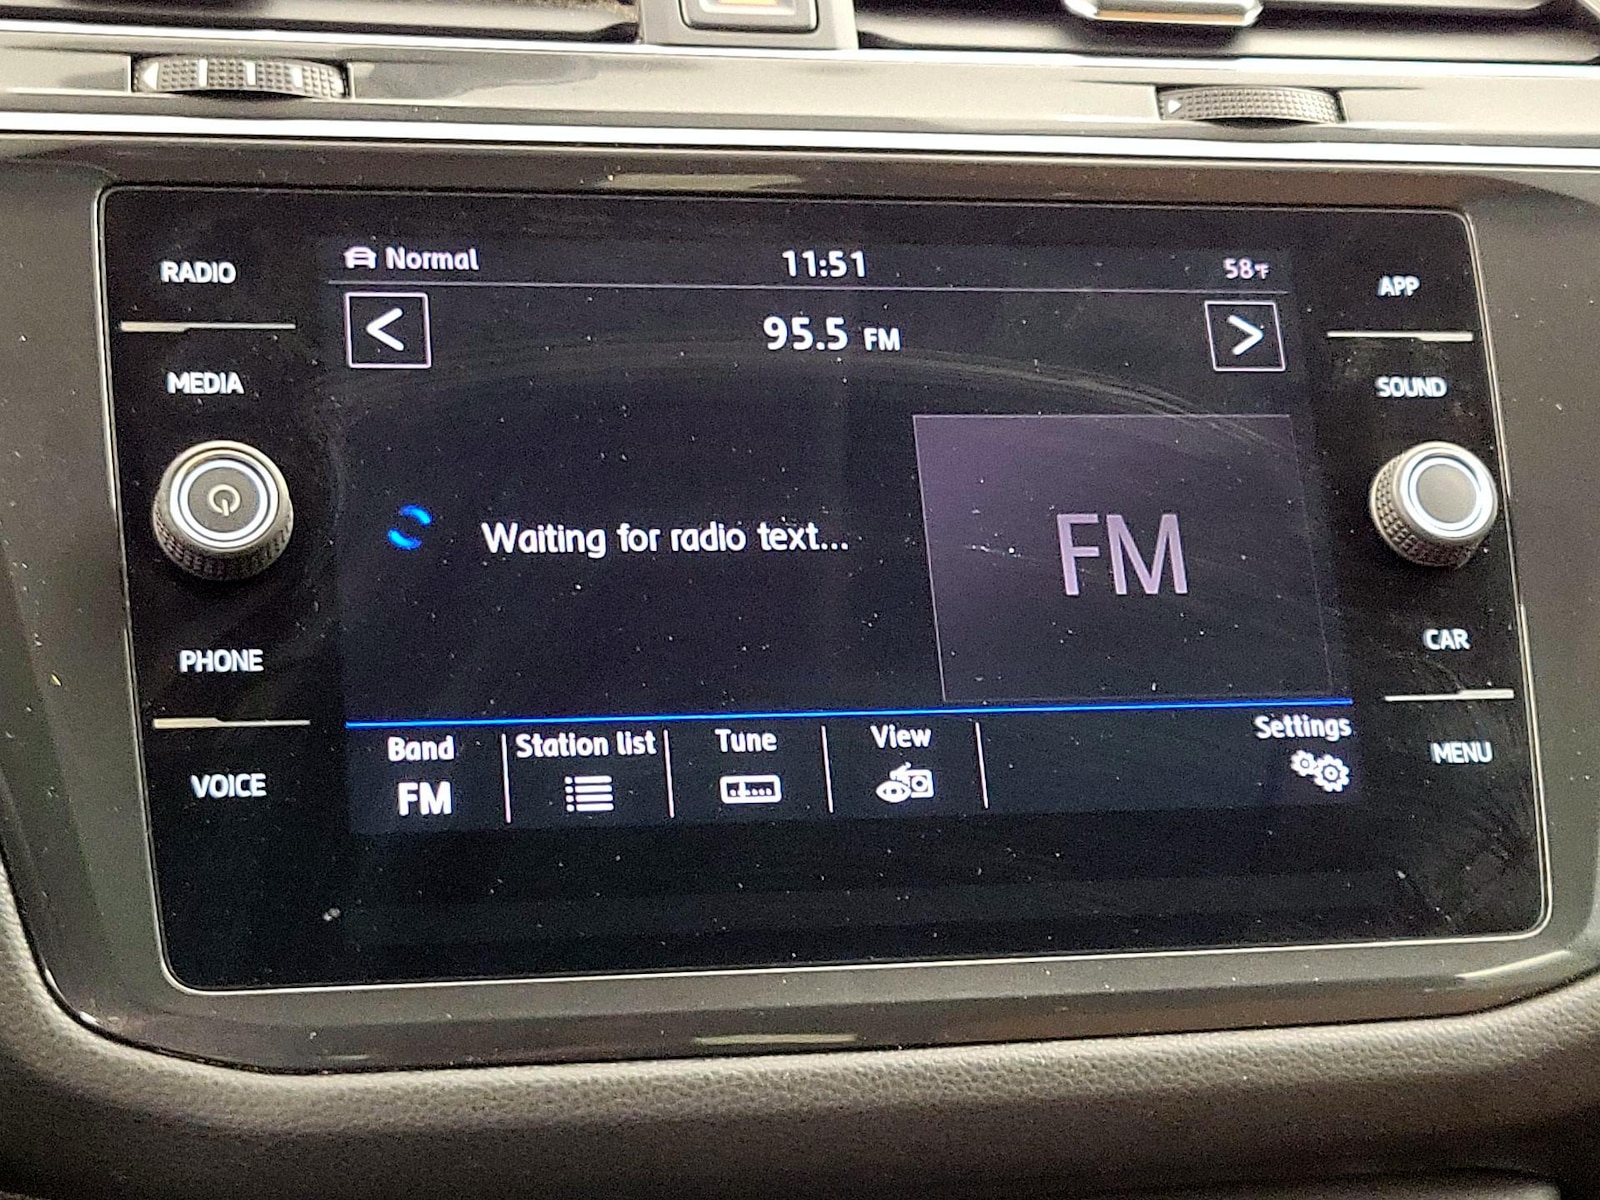 Normal 11:51 58°F
RADIO
APP
< 95.5 FM >
MEDIA
SOUND
Waiting for radio text...
FM
PHONE
CAR
Band Station list Tune View Settings
FM
VOICE
MENU